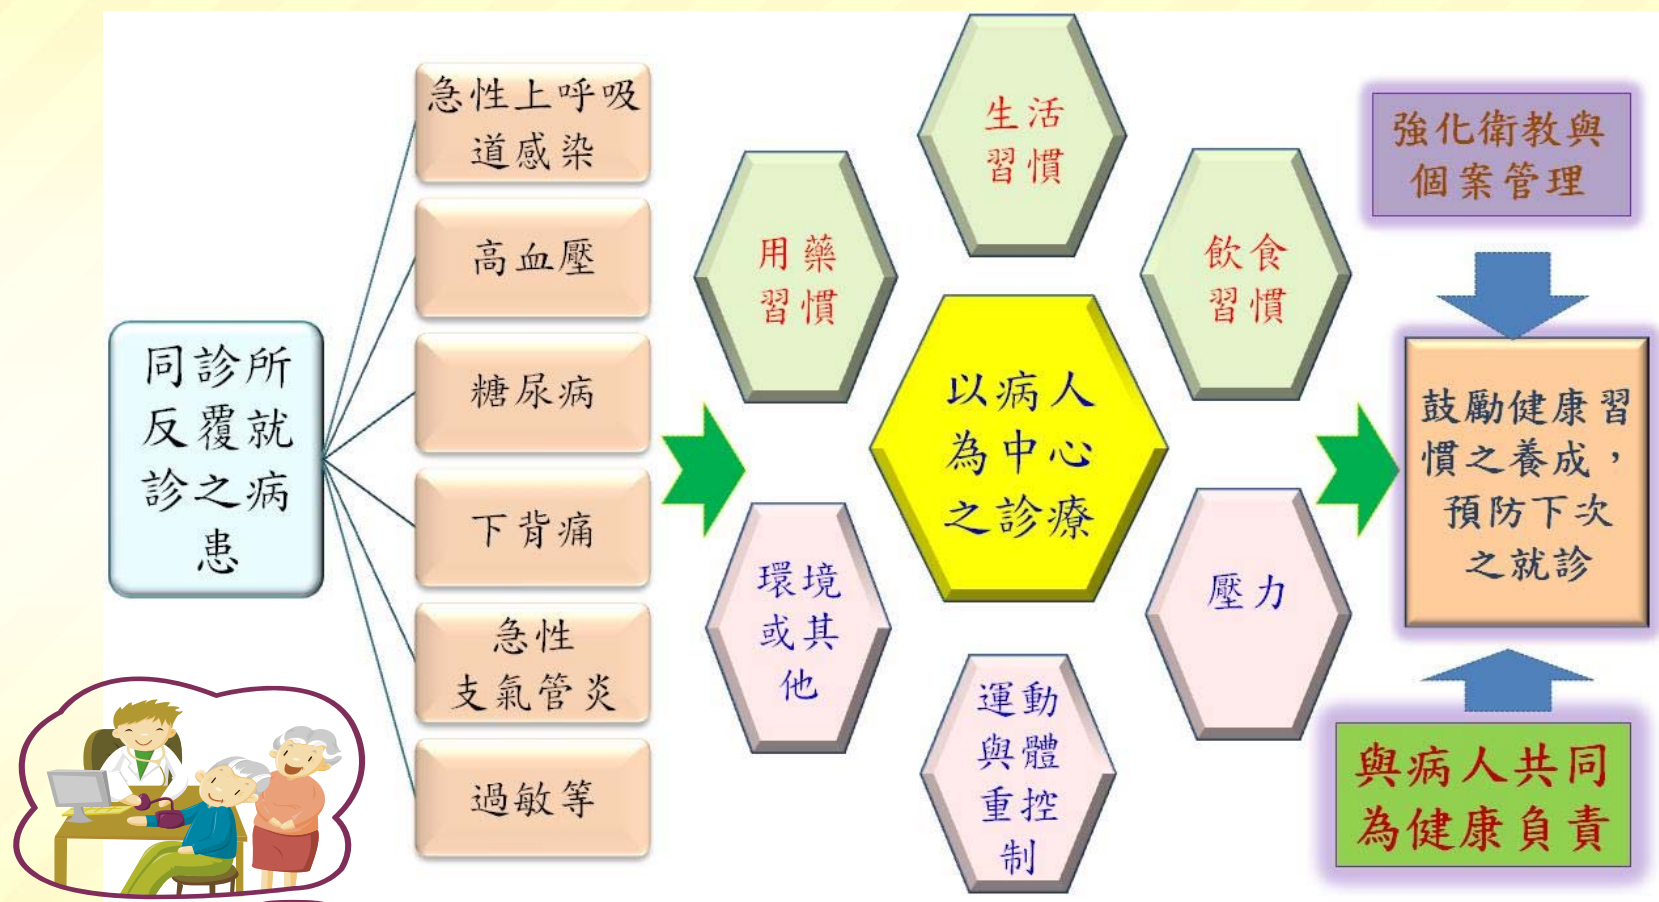 同診所
反覆就
診之病
患
急性上呼吸
道感染
高血壓
糖尿病
下背痛
急性
支氣管炎
過敏等
生活
習慣
用藥
習慣
飲食
習慣
以病人
為中心
之診療
環境
或其
他
壓力
運動
與體
重控
制
強化衛教與
個案管理
鼓勵健康習
慣之養成，
預防下次
之就診
與病人共同
為健康負責